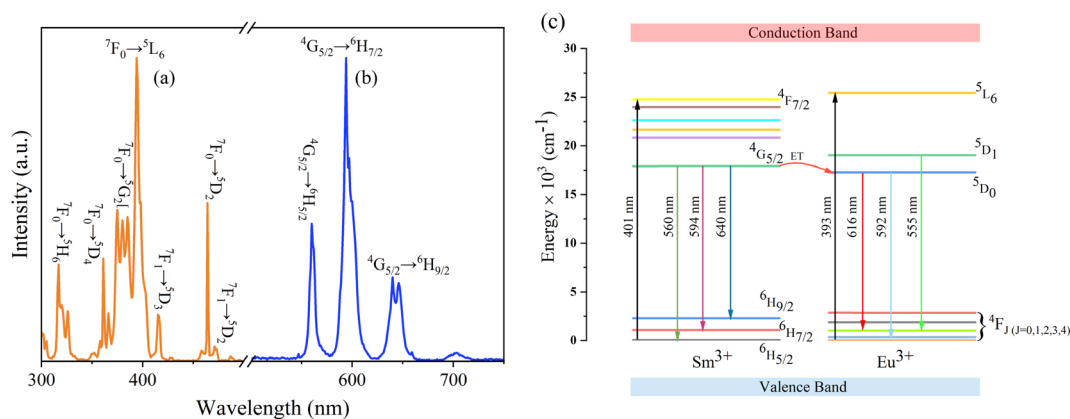 (a)
(b)
⁷F₀→⁵L₆
⁷F₀→⁵H₆
⁷F₀→⁵D₄
⁷F₀→⁵G₂[
⁷F₁→⁵D₃
⁷F₀→⁵D₂
⁷F₁→⁵D₂
⁴G₅/₂→⁶H₅/₂
⁴G₅/₂→⁶H₇/₂
⁴G₅/₂→⁶H₉/₂
Intensity (a.u.)
300 400 500 600 700
Wavelength (nm)
(c)
Conduction Band
Energy × 10³ (cm⁻¹)
30
25
20
15
10
5
0
⁴F₇/₂
⁴G₅/₂
ET
401 nm
560 nm
594 nm
640 nm
⁶H₉/₂
⁶H₇/₂
⁶H₅/₂
Sm³⁺
⁵L₆
⁵D₁
⁵D₀
393 nm
616 nm
592 nm
555 nm
}⁴F_J (J=0,1,2,3,4)
Eu³⁺
Valence Band